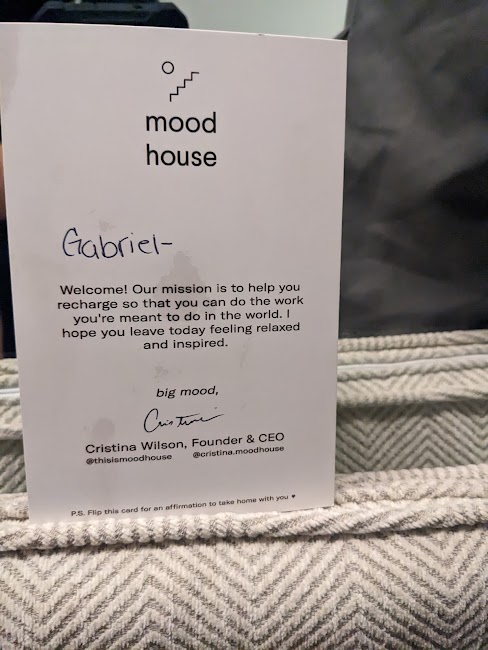 mood
house
Gabriel-
Welcome! Our mission is to help you
recharge so that you can do the work
you're meant to do in the world. I
hope you leave today feeling relaxed
and inspired.
big mood,
Cristina
Cristina Wilson, Founder & CEO
@thisismoodhouse @cristina.moodhouse
P.S. Flip this card for an affirmation to take home with you ♥